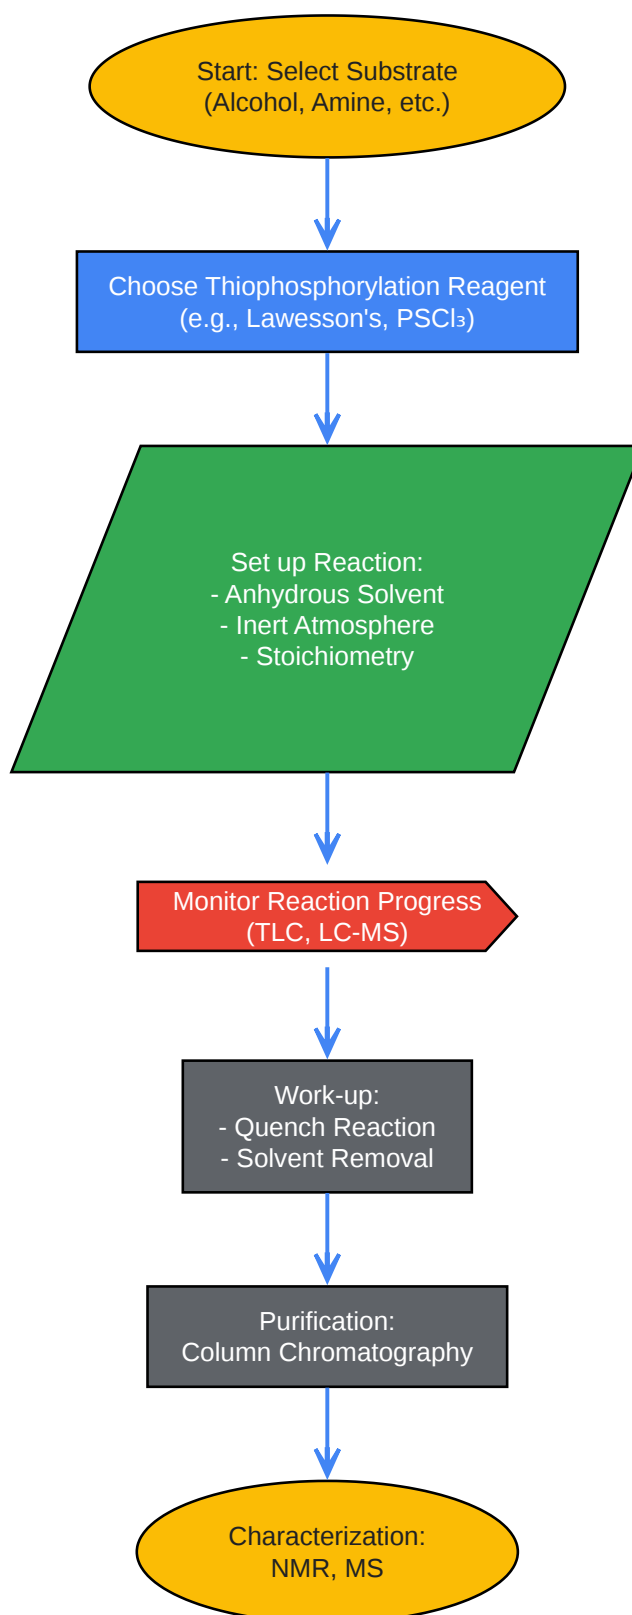 Start: Select Substrate
(Alcohol, Amine, etc.)
Choose Thiophosphorylation Reagent
(e.g., Lawesson's, PSCl₃)
Set up Reaction:
- Anhydrous Solvent
- Inert Atmosphere
- Stoichiometry
Monitor Reaction Progress
(TLC, LC-MS)
Work-up:
- Quench Reaction
- Solvent Removal
Purification:
Column Chromatography
Characterization:
NMR, MS